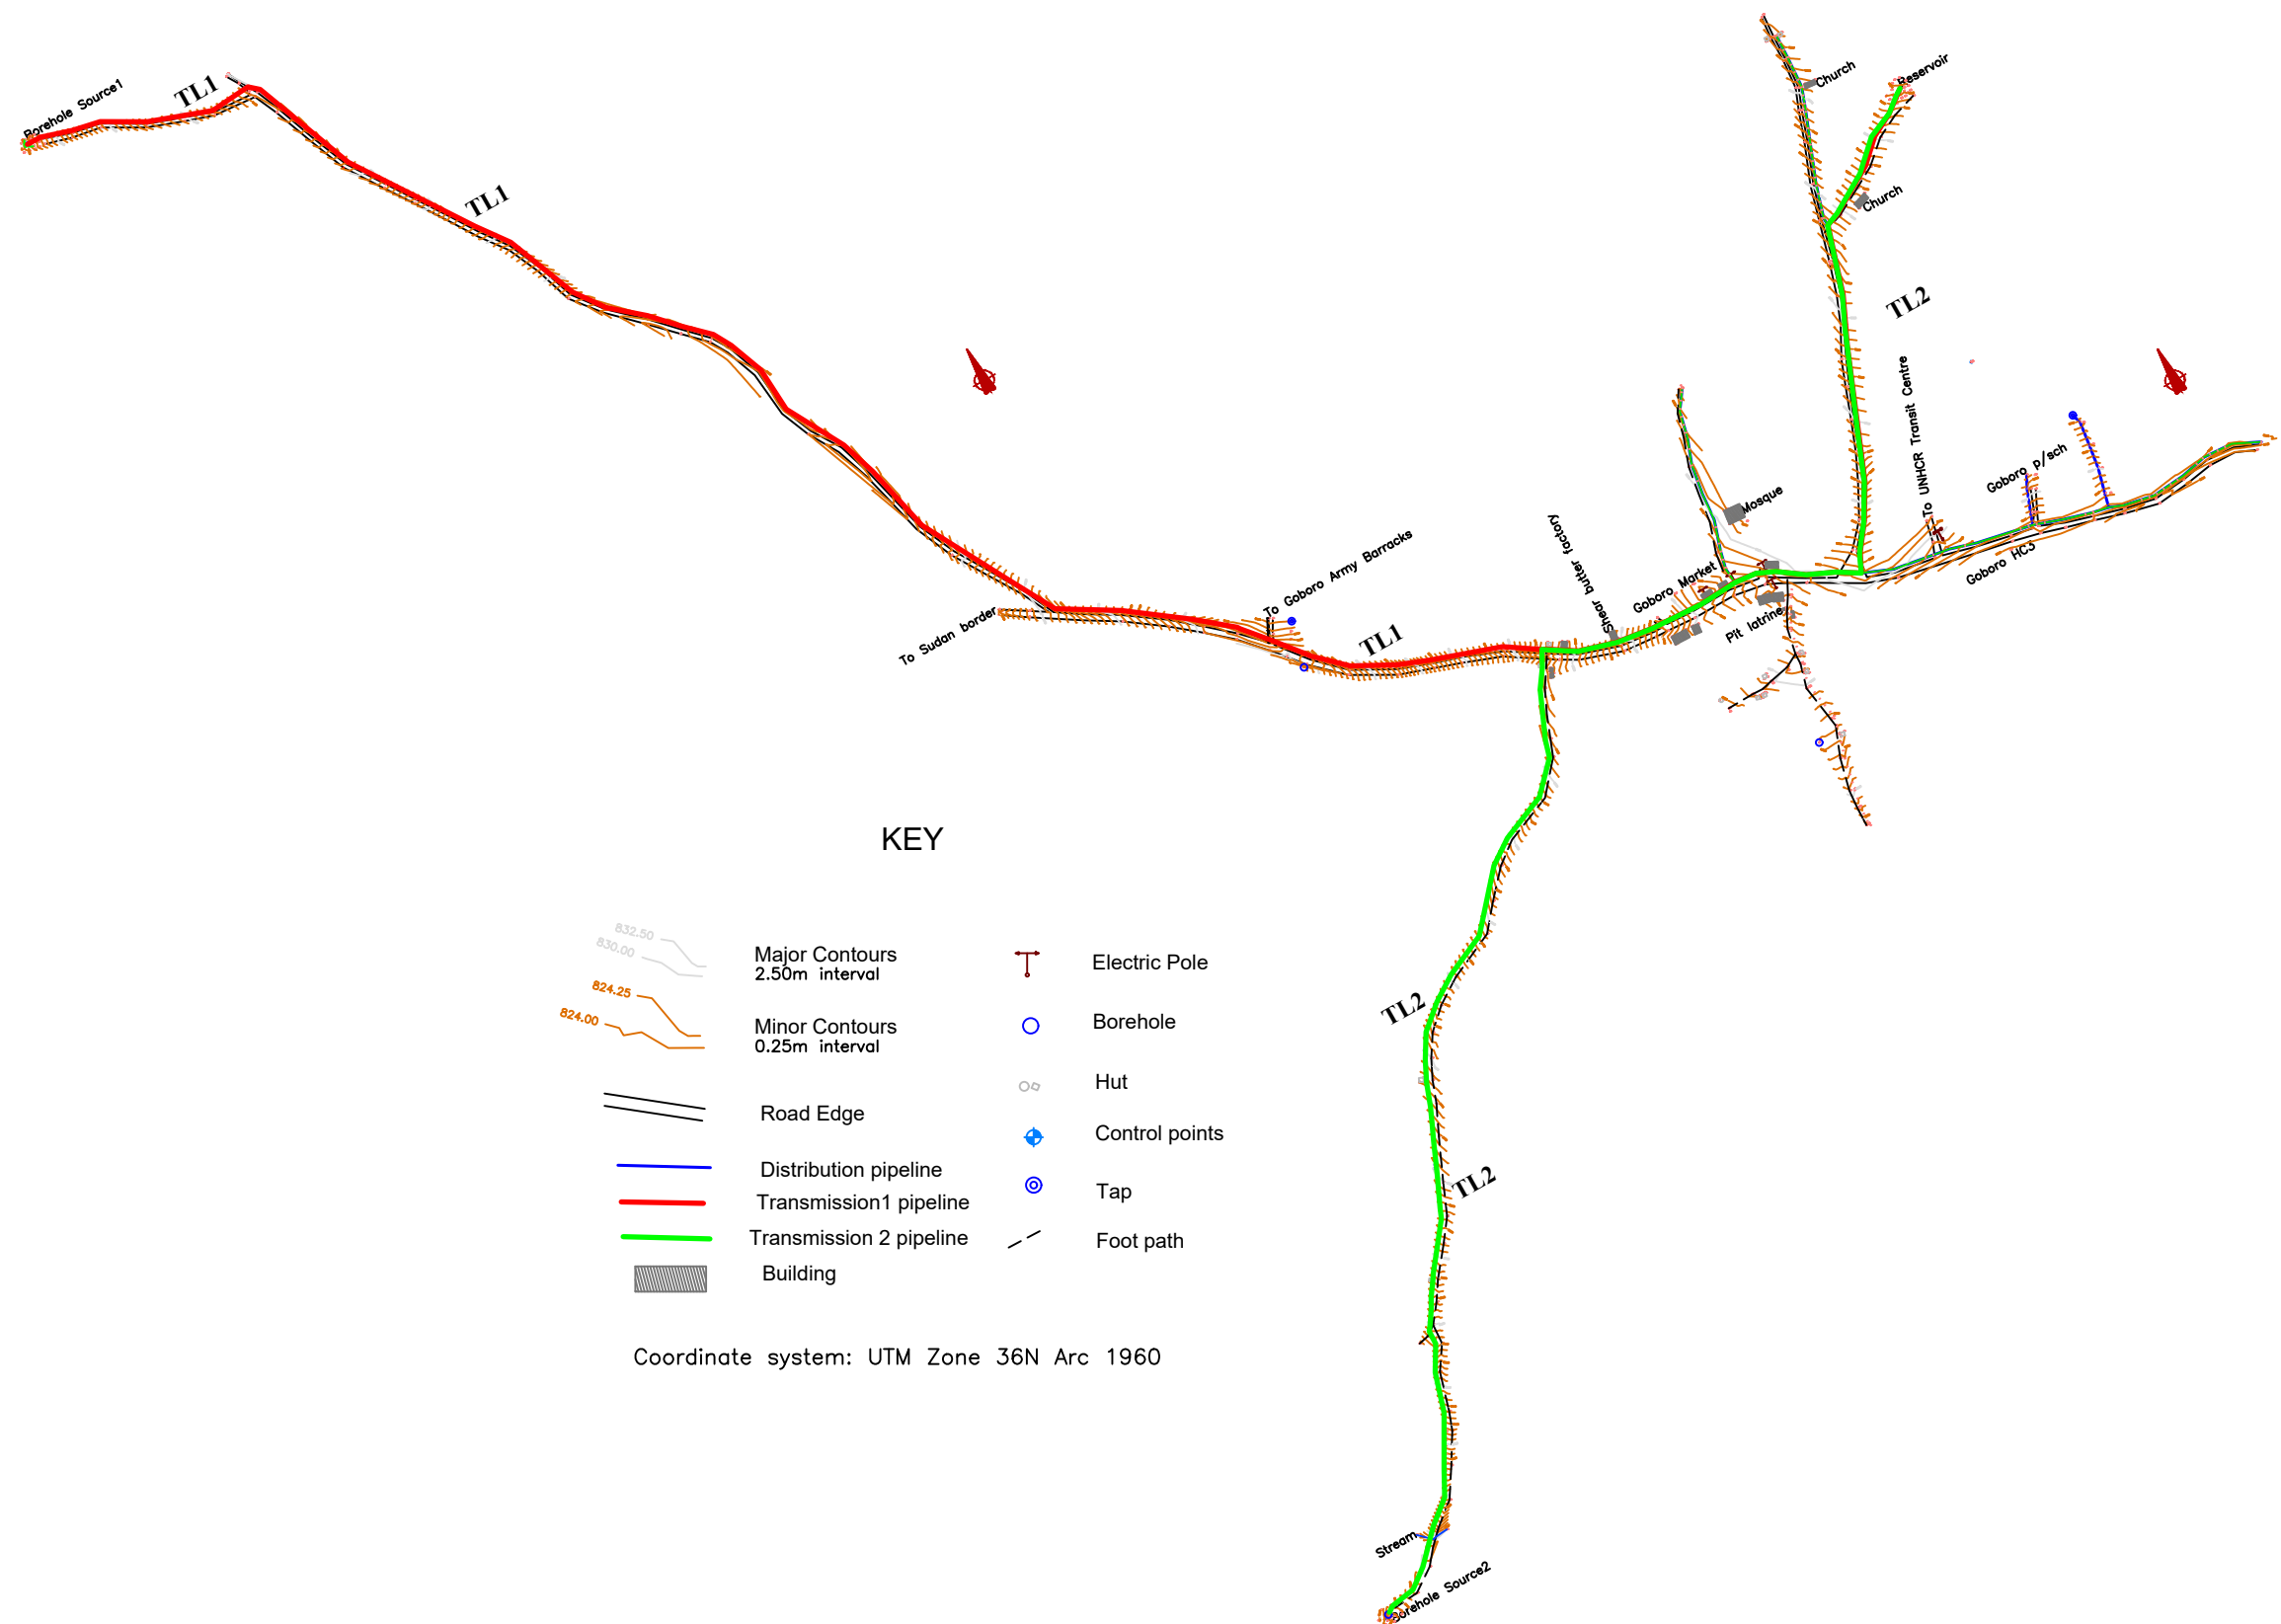 Borehole Source1
TL1
TL1
Church
Reservoir
Church
TL2
To UNHCR Transit Centre
Goboro p/sch
Mosque
Goboro HC3
Shear butter factory
Goboro Market
Pit latrine
To Goboro Army Barracks
To Sudan border
TL1
KEY
832.50
830.00
Major Contours
2.50m interval
824.25
824.00
Minor Contours
0.25m interval
Road Edge
Distribution pipeline
Transmission1 pipeline
Transmission 2 pipeline
Building
Electric Pole
Borehole
Hut
Control points
Tap
Foot path
Coordinate system: UTM Zone 36N Arc 1960
TL2
TL2
Stream
Borehole Source2